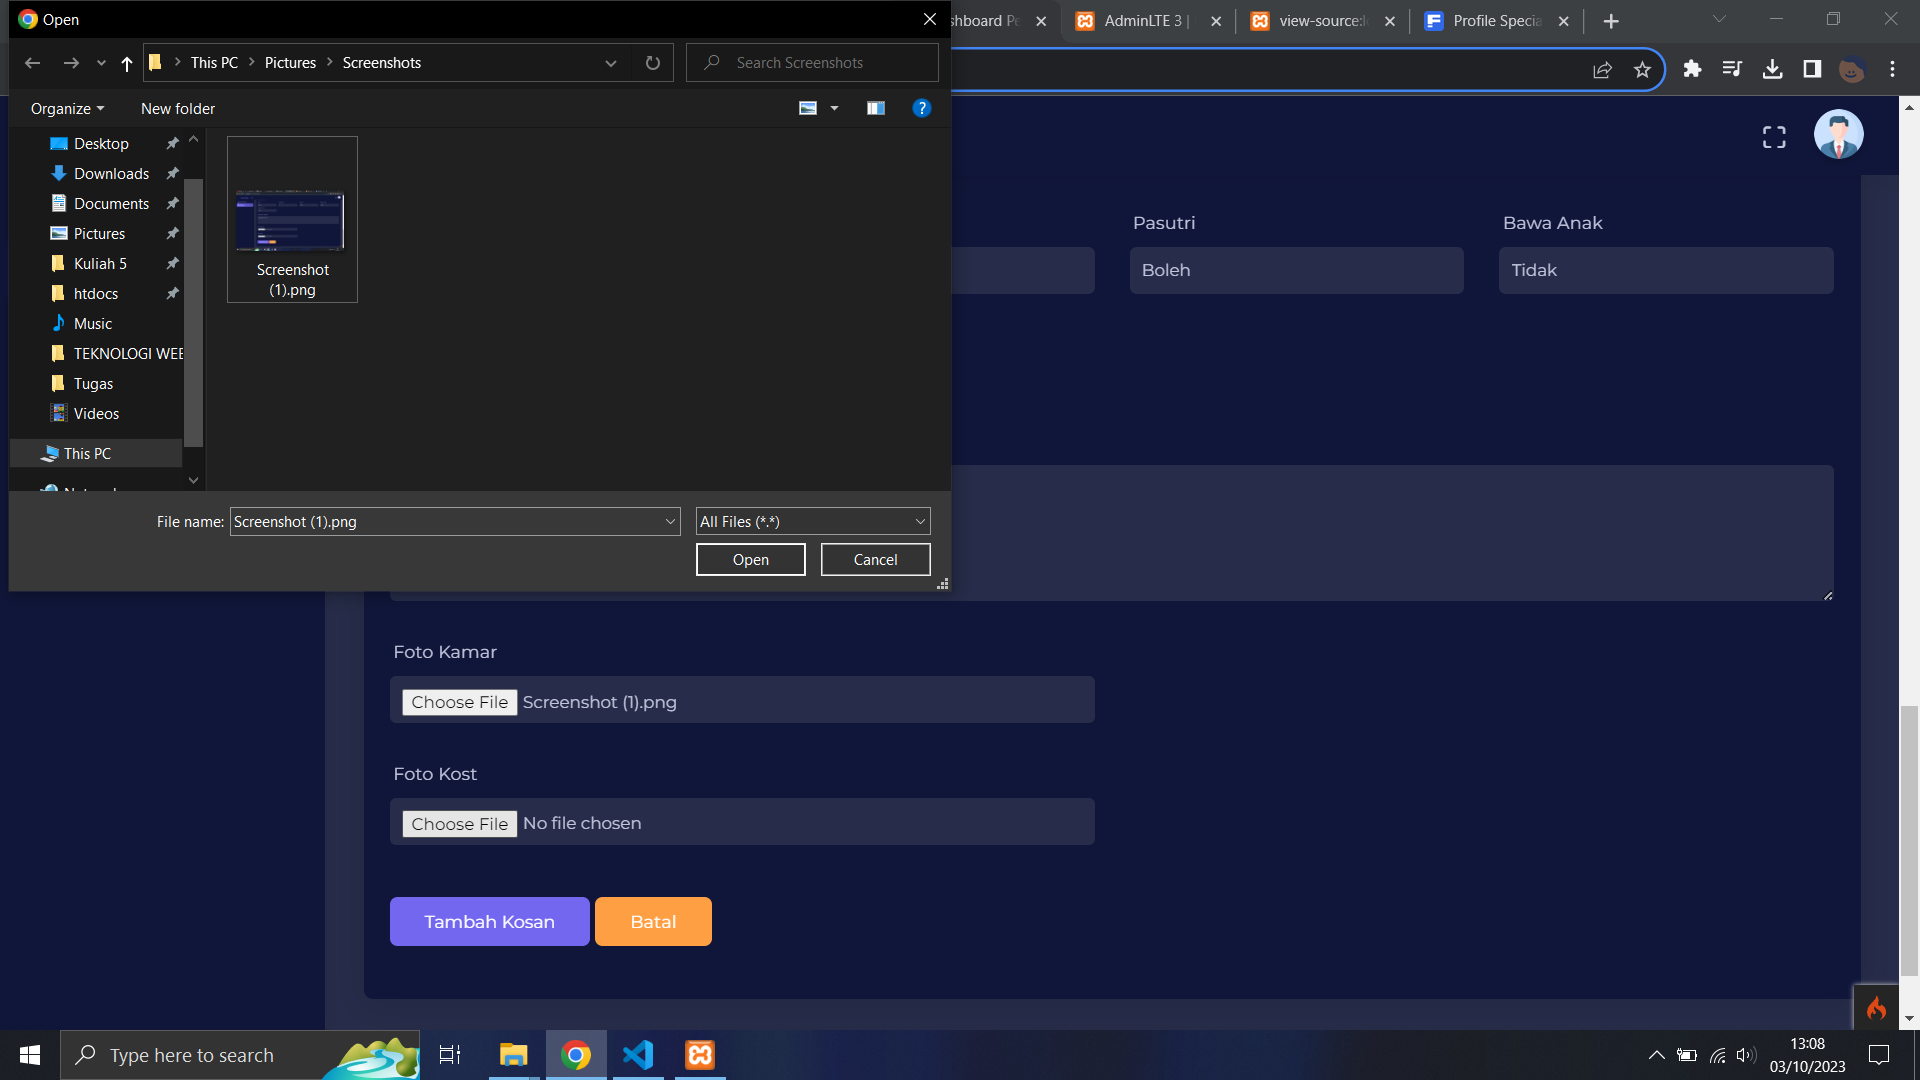 Open
shboard Pe
AdminLTE 3 |
view-source:l
Profile Specia
This PC
Pictures
Screenshots
Search Screenshots
Organize
New folder
Desktop
Downloads
Documents
Pictures
Kuliah 5
htdocs
Music
TEKNOLOGI WEB
Tugas
Videos
This PC
Screenshot
(1).png
File name:
Screenshot (1).png
All Files (*.*)
Open
Cancel
Pasutri
Bawa Anak
Boleh
Tidak
Foto Kamar
Choose File
Screenshot (1).png
Foto Kost
Choose File
No file chosen
Tambah Kosan
Batal
Type here to search
13:08
03/10/2023